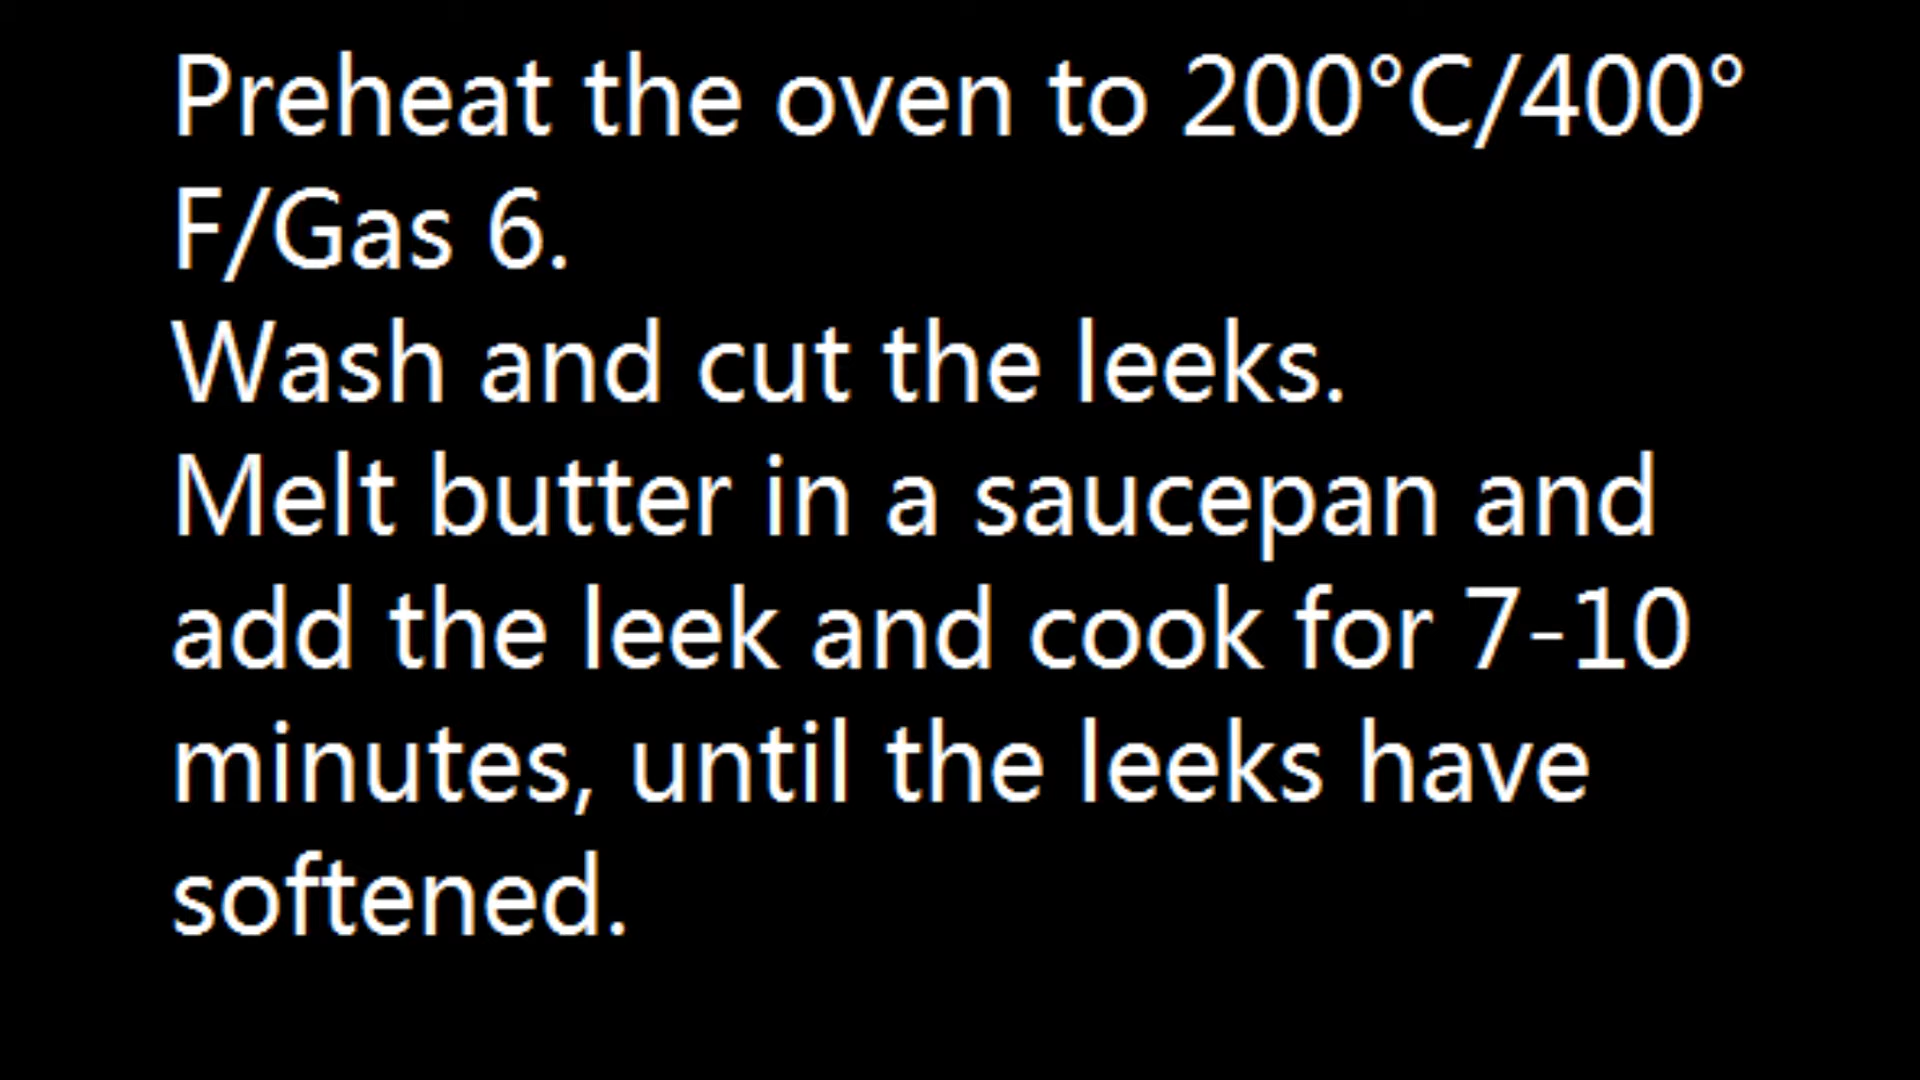 Preheat the oven to 200°C/400°
F/Gas 6.
Wash and cut the leeks.
Melt butter in a saucepan and
add the leek and cook for 7-10
minutes, until the leeks have
softened.